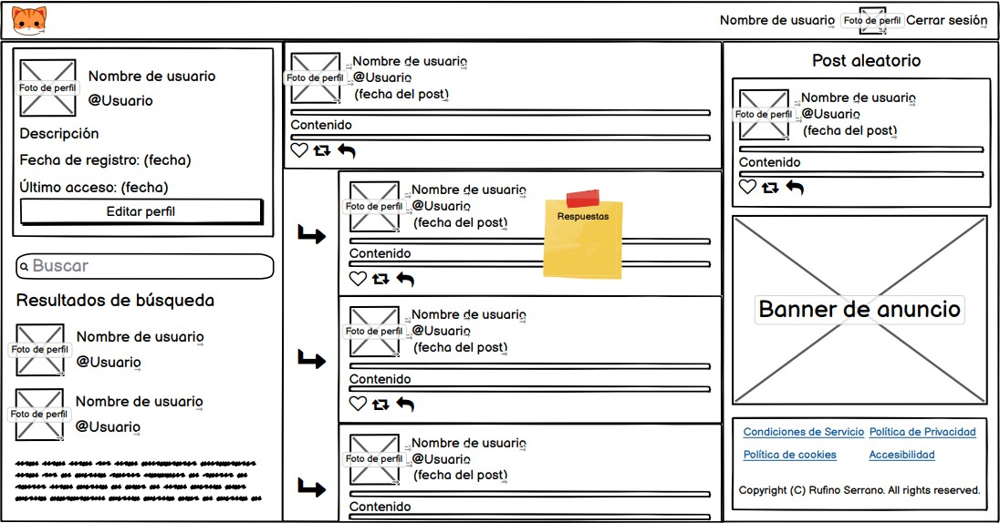 Nombre de usuario
Foto de perfil
Cerrar sesión
Foto de perfil
Nombre de usuario
@Usuario
Descripción
Fecha de registro: (fecha)
Último acceso: (fecha)
Editar perfil
Buscar
Resultados de búsqueda
Foto de perfil
Nombre de usuario
@Usuario
Foto de perfil
Nombre de usuario
@Usuario
Foto de perfil
Nombre de usuario
@Usuario
(fecha del post)
Contenido
Foto de perfil
Nombre de usuario
@Usuario
(fecha del post)
Contenido
Respuestas
Foto de perfil
Nombre de usuario
@Usuario
(fecha del post)
Contenido
Foto de perfil
Nombre de usuario
@Usuario
(fecha del post)
Contenido
Post aleatorio
Foto de perfil
Nombre de usuario
@Usuario
(fecha del post)
Contenido
Banner de anuncio
Condiciones de Servicio Política de Privacidad
Política de cookies Accesibilidad
Copyright (C) Rufino Serrano. All rights reserved.